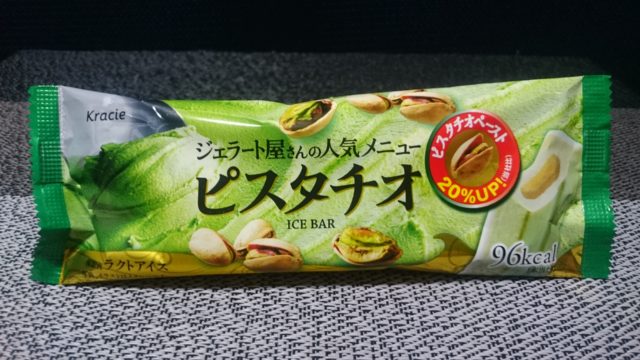 Kracie
ジェラート屋さんの人気メニュー
ピスタチオ
ICE BAR
ピスタチオペースト
20%UP!
96kcal
ラクトアイス